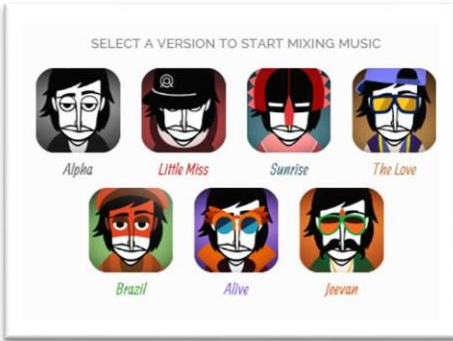 SELECT A VERSION TO START MIXING MUSIC
Alpha Little Miss Sunrise The Love
Brazil Alive Jeevan